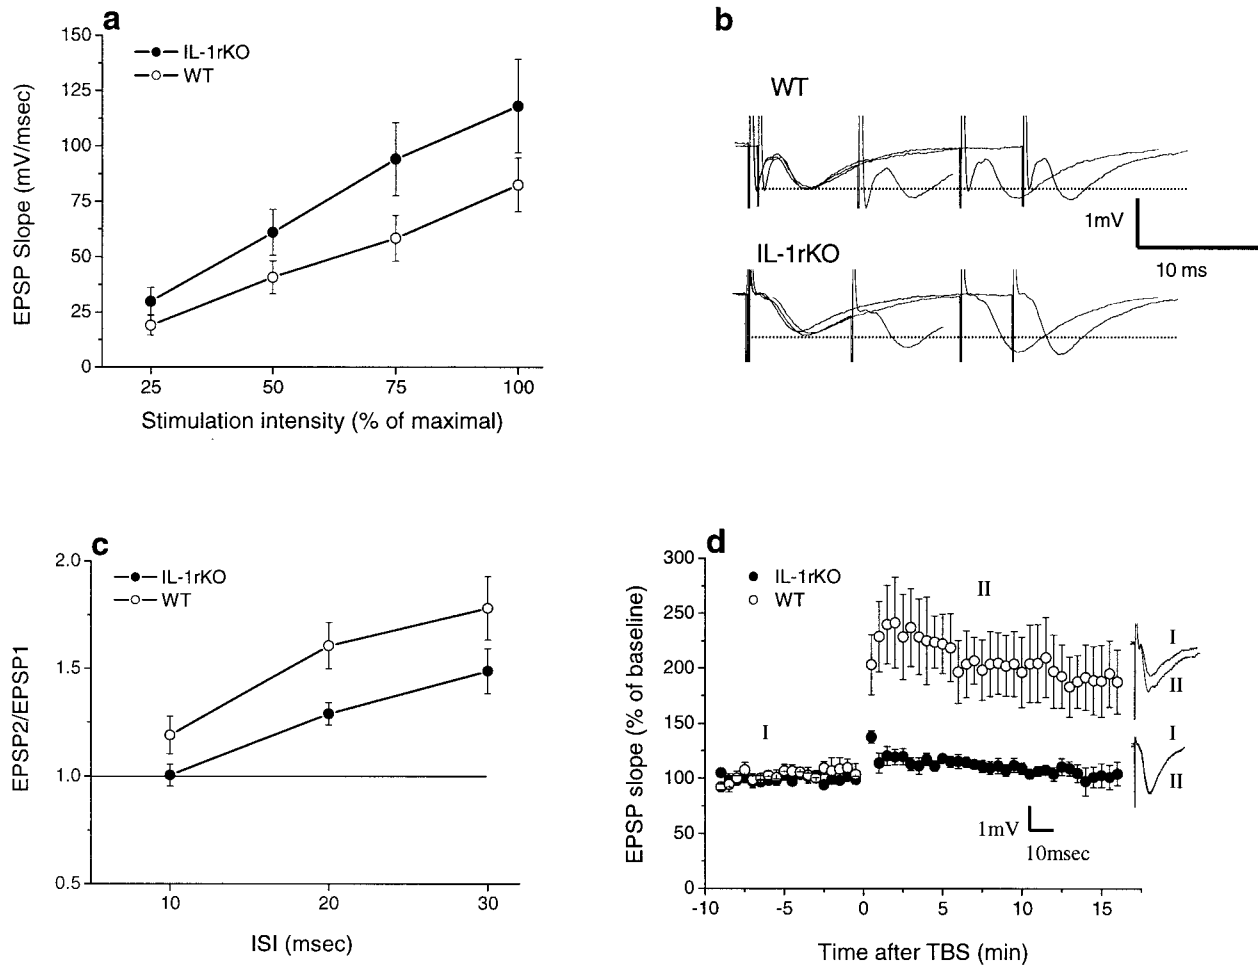 a
150
125
100
75
50
25
0
EPSP Slope (mV/msec)
IL-1rKO
WT
25 50 75 100
Stimulation intensity (% of maximal)
b
WT
1mV
10 ms
IL-1rKO
c
2.0
1.5
1.0
0.5
EPSP2/EPSP1
IL-1rKO
WT
10 20 30
ISI (msec)
d
300
250
200
150
100
50
0
EPSP slope (% of baseline)
IL-1rKO
WT
II
I
I
II
I
II
1mV
10msec
-10 -5 0 5 10 15
Time after TBS (min)